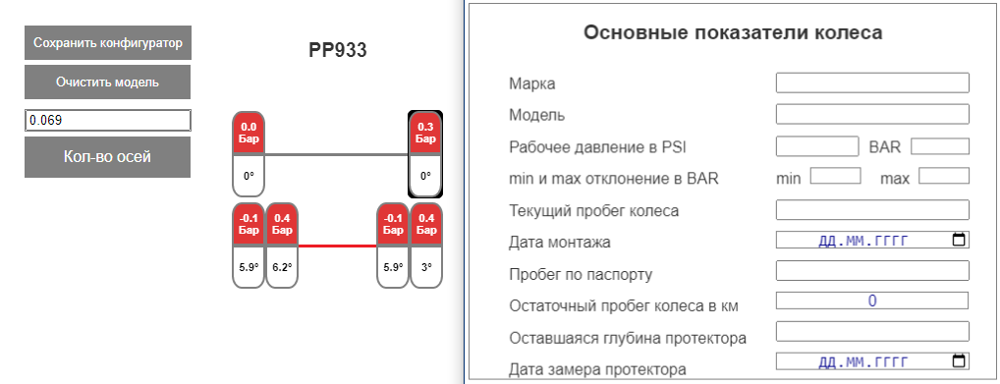 Сохранить конфигуратор
Очистить модель
0.069
Кол-во осей
PP933
0.0 Бар
0.3 Бар
0°
0°
-0.1 Бар
0.4 Бар
-0.1 Бар
0.4 Бар
5.9°
6.2°
5.9°
3°
Основные показатели колеса
Марка
Модель
Рабочее давление в PSI BAR
min и max отклонение в BAR min max
Текущий пробег колеса
Дата монтажа ДД.ММ.ГГГГ
Пробег по паспорту
Остаточный пробег колеса в км 0
Оставшаяся глубина протектора
Дата замера протектора ДД.ММ.ГГГГ